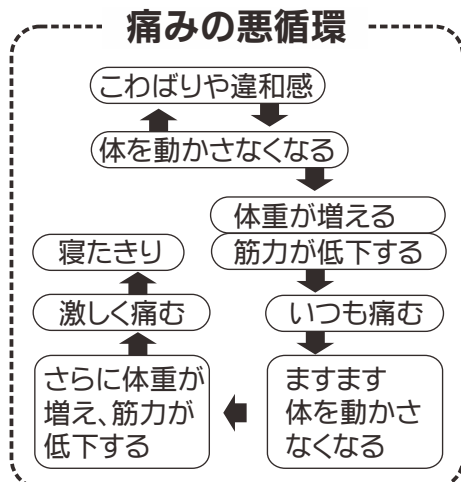 痛みの悪循環
こわばりや違和感
体を動かさなくなる
体重が増える
筋力が低下する
いつも痛む
ますます
体を動かさ
なくなる
さらに体重が
増え、筋力が
低下する
激しく痛む
寝たきり